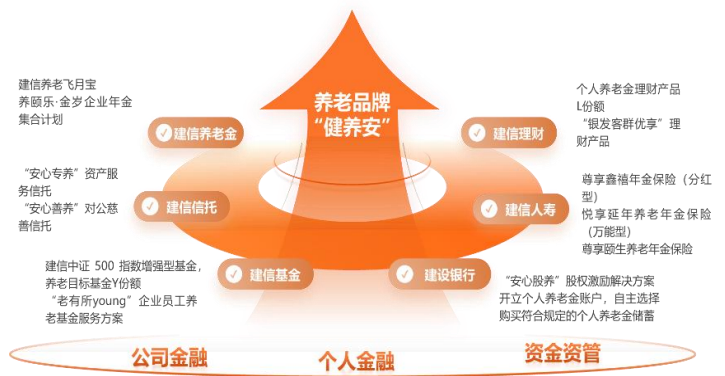 养老品牌
“健养安”
建信养老飞月宝
养颐乐·金岁企业年金
集合计划
建信养老金
“安心专养”资产服
务信托
“安心善养”对公慈
善信托
建信信托
建信中证 500 指数增强型基金，
养老目标基金Y份额
“老有所young”企业员工养
老基金服务方案
建信基金
个人养老金理财产品
L份额
“银发客群优享”理
财产品
建信理财
尊享鑫禧年金保险（分红
型）
悦享延年养老年金保险
（万能型）
尊享颐生养老年金保险
建信人寿
“安心股养”股权激励解决方案
开立个人养老金账户，自主选择
购买符合规定的个人养老金储蓄
建设银行
公司金融
个人金融
资金资管